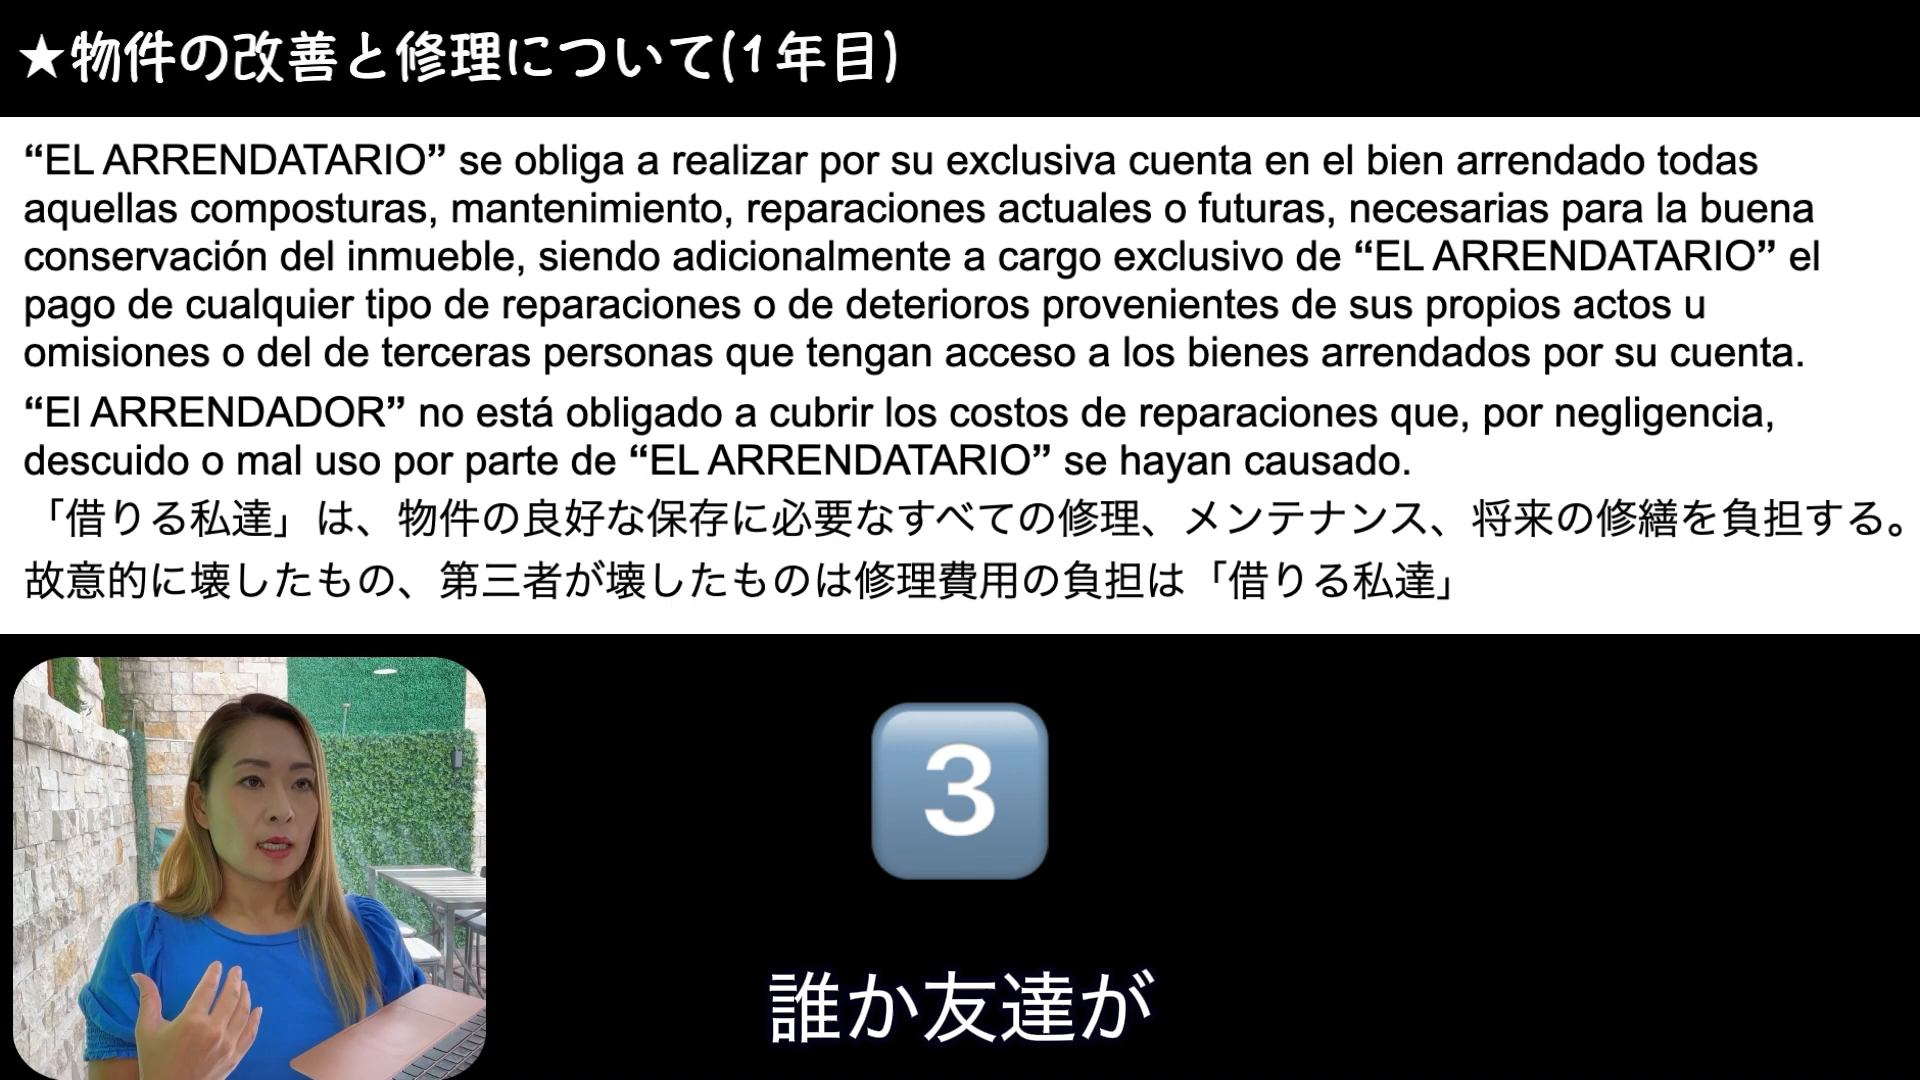 ★物件の改善と修理について(1年目)
“EL ARRENDATARIO” se obliga a realizar por su exclusiva cuenta en el bien arrendado todas
aquellas composturas, mantenimiento, reparaciones actuales o futuras, necesarias para la buena
conservación del inmueble, siendo adicionalmente a cargo exclusivo de “EL ARRENDATARIO” el
pago de cualquier tipo de reparaciones o de deterioros provenientes de sus propios actos u
omisiones o del de terceras personas que tengan acceso a los bienes arrendados por su cuenta.
“El ARRENDADOR” no está obligado a cubrir los costos de reparaciones que, por negligencia,
descuido o mal uso por parte de “EL ARRENDATARIO” se hayan causado.
「借りる私達」は、物件の良好な保存に必要なすべての修理、メンテナンス、将来の修繕を負担する。
故意的に壊したもの、第三者が壊したものは修理費用の負担は「借りる私達」
3
誰か友達が